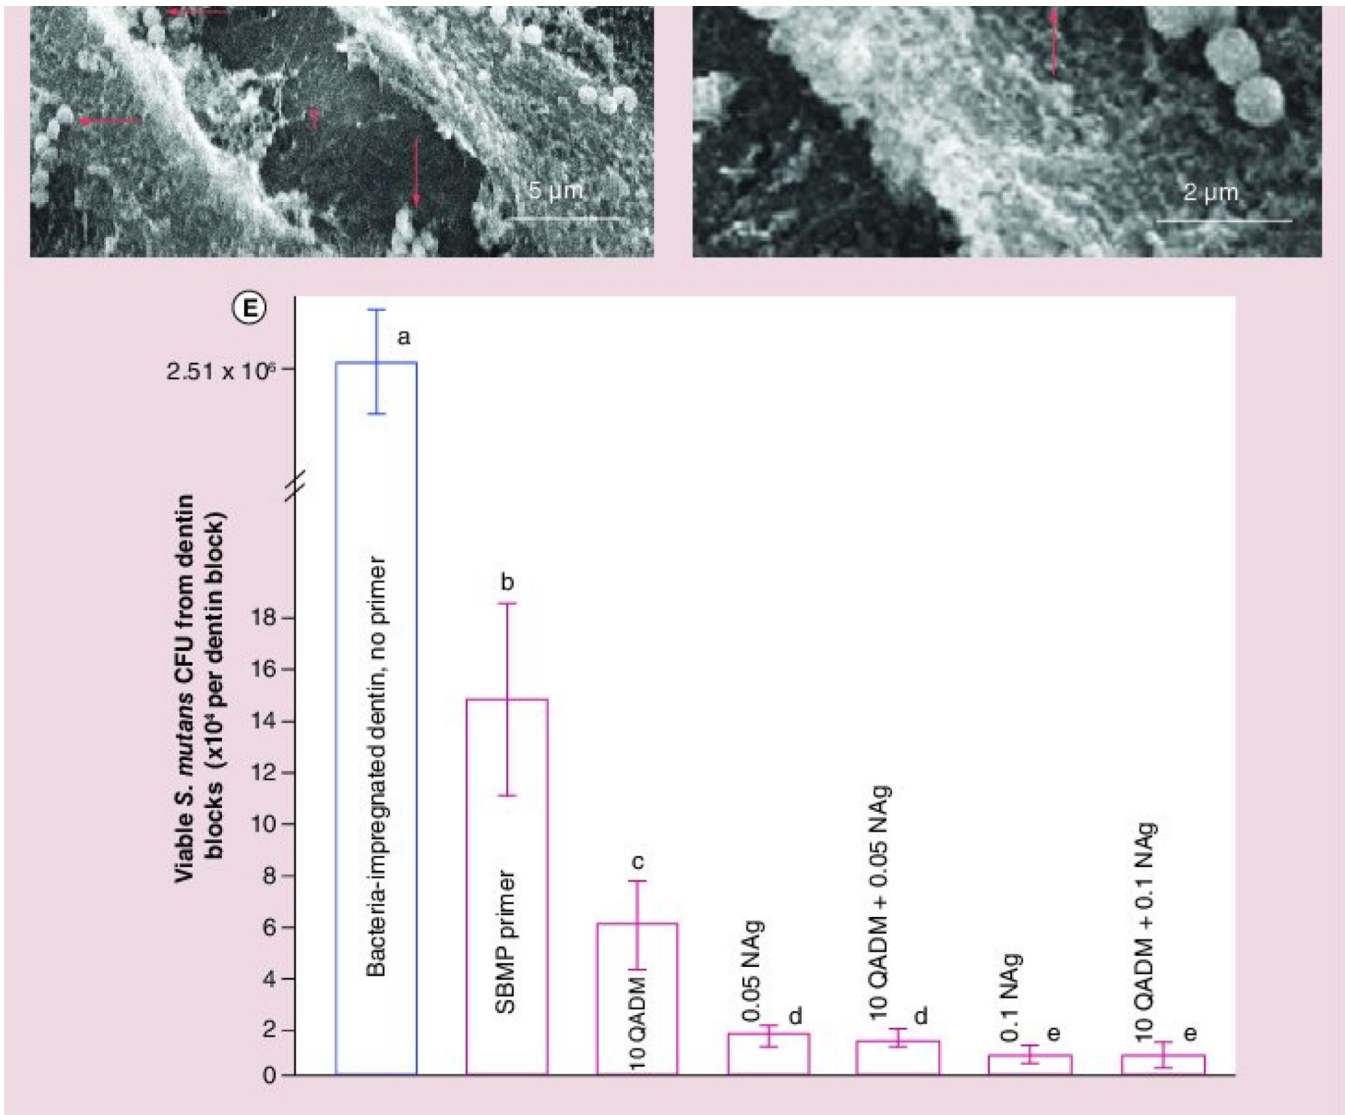 T
5 μm
2 μm
E
a
2.51 x 10⁶
b
18
16
14
12
10
8
6
4
2
0
Viable S. mutans CFU from dentin
blocks (x10⁴ per dentin block)
Bacteria-impregnated dentin, no primer
SBMP primer
c
10 QADM
0.05 NAg
d
10 QADM + 0.05 NAg
d
0.1 NAg
e
10 QADM + 0.1 NAg
e